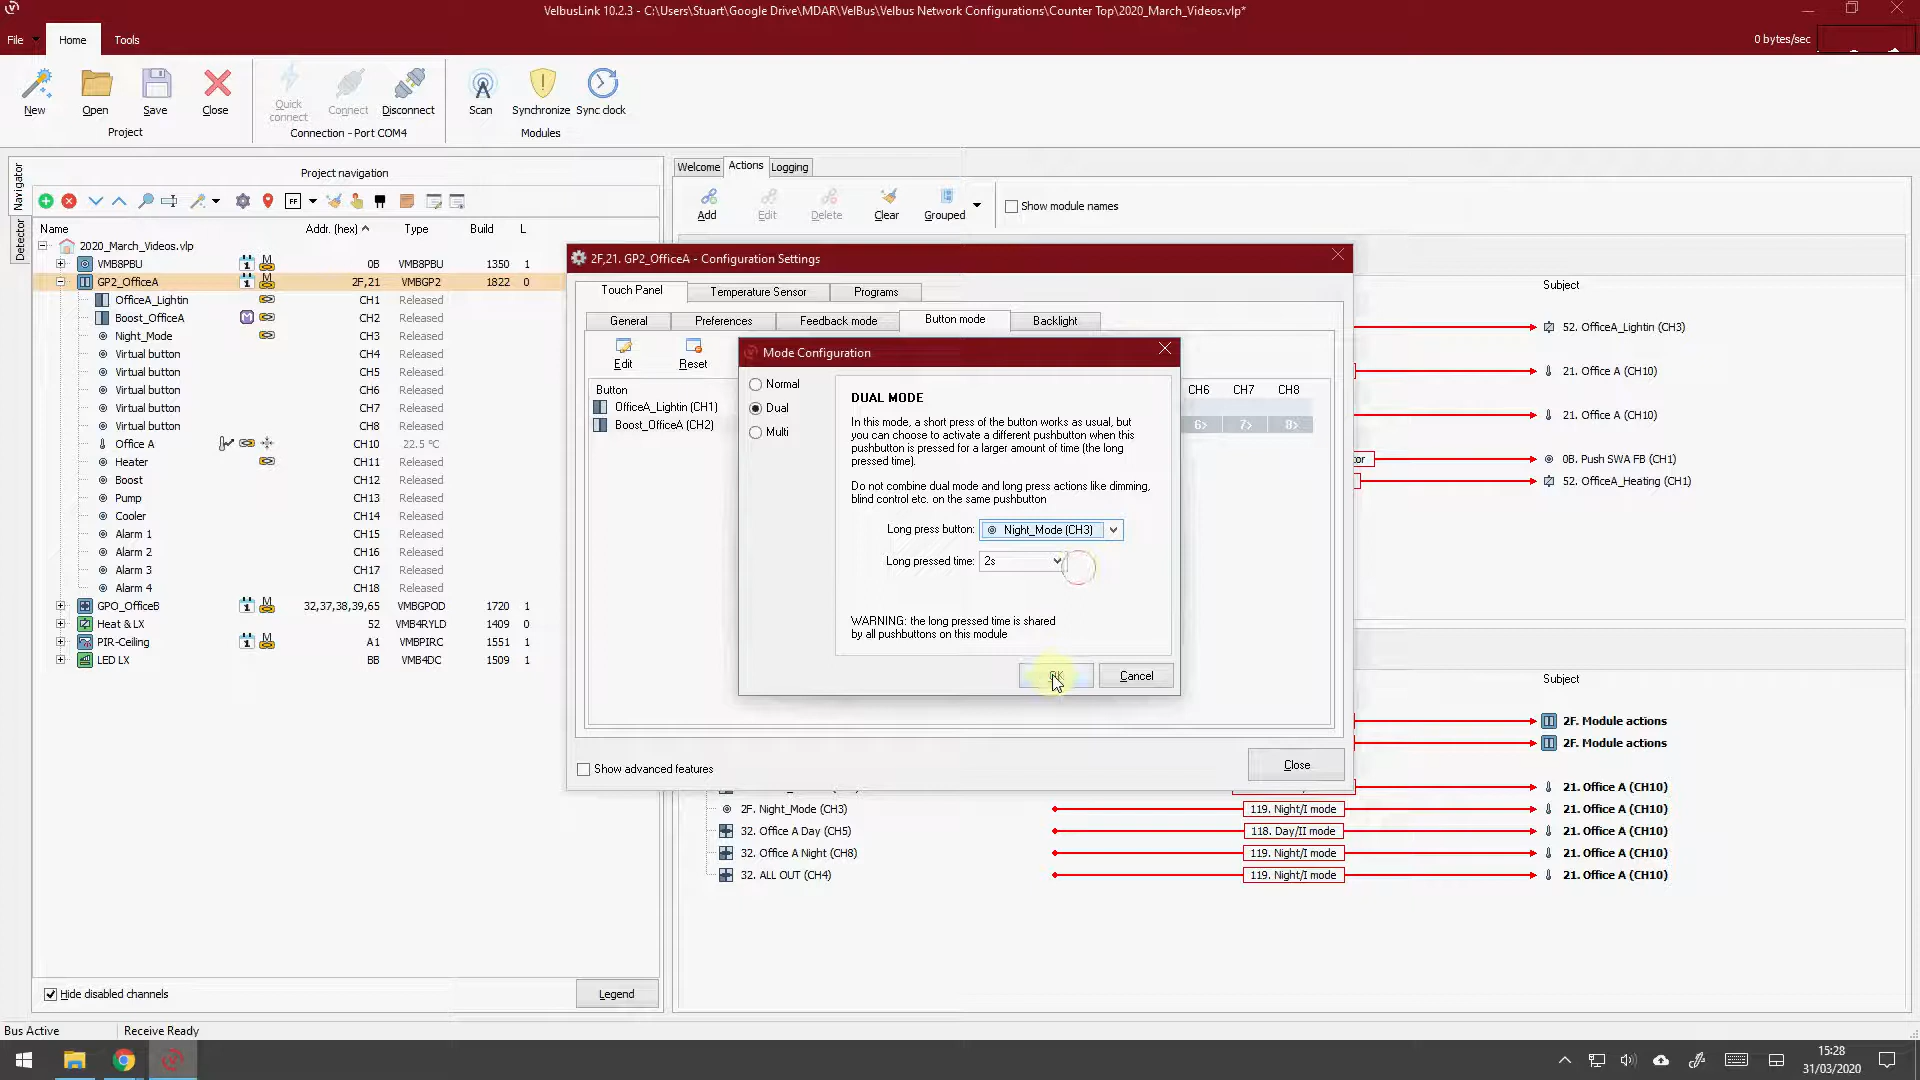 VelbusLink 10.2.3 - C:\Users\Stuart\Google Drive\MDAR\VelBus\Velbus Network Configurations\Counter Top\2020_March_Videos.vlp*
File Home Tools 0 bytes/sec
New Open Save Close Quick connect Connect Disconnect Scan Synchronize Sync clock
Project Connection - Port COM4 Modules
Navigator
Detector
Project navigation
Name Addr. (hex) Type Build L
2020_March_Videos.vlp
VMB8PBU 0B VMB8PBU 1350 1
GP2_OfficeA 2F,21 VMBGP2 1822 0
OfficeA_Lightin CH1 Released
Boost_OfficeA CH2 Released
Night_Mode CH3 Released
Virtual button CH4 Released
Virtual button CH5 Released
Virtual button CH6 Released
Virtual button CH7 Released
Virtual button CH8 Released
Office A CH10 22.5 °C
Heater CH11 Released
Boost CH12 Released
Pump CH13 Released
Cooler CH14 Released
Alarm 1 CH15 Released
Alarm 2 CH16 Released
Alarm 3 CH17 Released
Alarm 4 CH18 Released
GPO_OfficeB 32,37,38,39,65 VMBGPOD 1720 1
Heat & LX 52 VMB4RYLD 1409 0
PIR-Ceiling A1 VMBPIRC 1551 1
LED LX BB VMB4DC 1509 1
Hide disabled channels Legend
Welcome Actions Logging
Add Edit Delete Clear Grouped Show module names
Subject
52. OfficeA_Lightin (CH3)
21. Office A (CH10)
21. Office A (CH10)
0B. Push SWA FB (CH1)
52. OfficeA_Heating (CH1)
Subject
2F. Module actions
2F. Module actions
21. Office A (CH10)
2F. Night_Mode (CH3) 119. Night/I mode 21. Office A (CH10)
32. Office A Day (CH5) 118. Day/II mode 21. Office A (CH10)
32. Office A Night (CH8) 119. Night/I mode 21. Office A (CH10)
32. ALL OUT (CH4) 119. Night/I mode 21. Office A (CH10)
2F,21. GP2_OfficeA - Configuration Settings
Touch Panel Temperature Sensor Programs
General Preferences Feedback mode Button mode Backlight
Edit Reset
Button CH6 CH7 CH8
OfficeA_Lightin (CH1)
Boost_OfficeA (CH2) 6> 7> 8>
Show advanced features Close
Mode Configuration
Normal
Dual
Multi
DUAL MODE
In this mode, a short press of the button works as usual, but
you can choose to activate a different pushbutton when this
pushbutton is pressed for a larger amount of time (the long
pressed time).
Do not combine dual mode and long press actions like dimming,
blind control etc. on the same pushbutton
Long press button: Night_Mode (CH3)
Long pressed time: 2s
WARNING: the long pressed time is shared
by all pushbuttons on this module
OK Cancel
Bus Active Receive Ready
15:28
31/03/2020